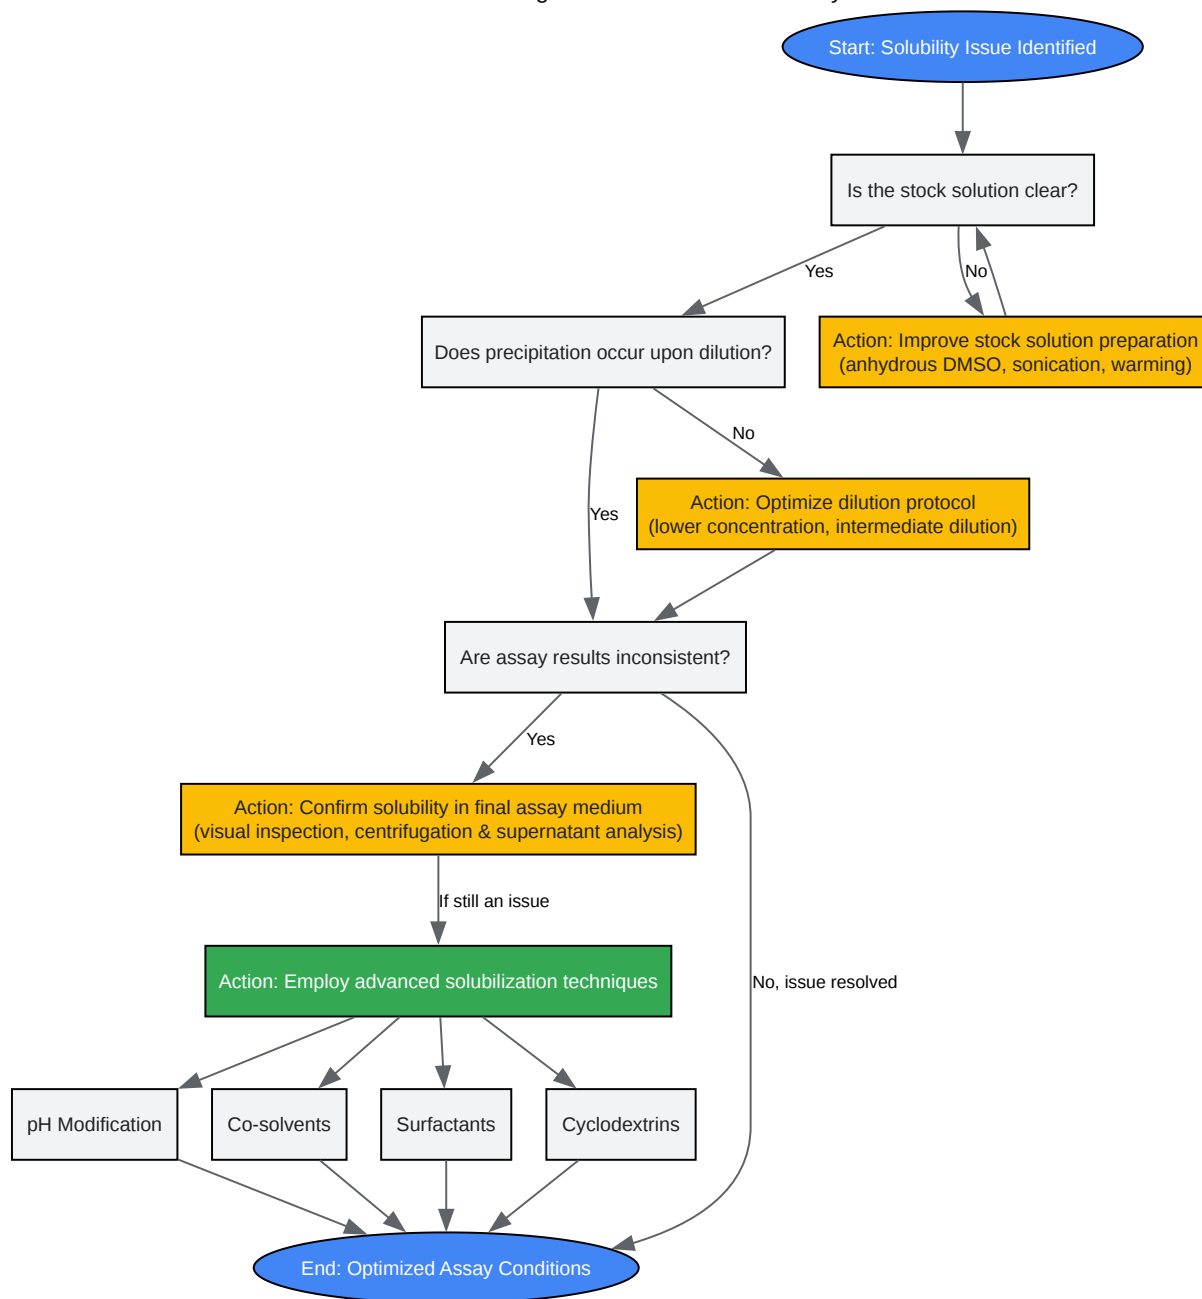 Start: Solubility Issue Identified
Is the stock solution clear?
Yes
No
Does precipitation occur upon dilution?
Action: Improve stock solution preparation
(anhydrous DMSO, sonication, warming)
No
Yes
Action: Optimize dilution protocol
(lower concentration, intermediate dilution)
Are assay results inconsistent?
Yes
Action: Confirm solubility in final assay medium
(visual inspection, centrifugation & supernatant analysis)
If still an issue
Action: Employ advanced solubilization techniques
No, issue resolved
pH Modification
Co-solvents
Surfactants
Cyclodextrins
End: Optimized Assay Conditions